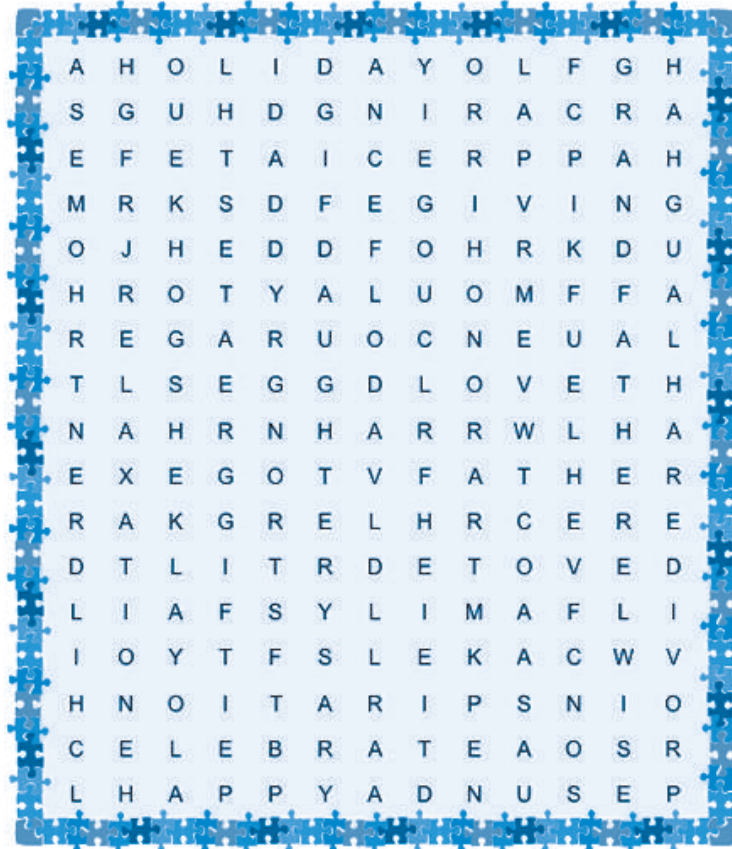 A H O L I D A Y O L F G H
S G U H D G N I R A C R A
E F E T A I C E R P P A H
M R K S D F E G I V I N G
O J H E D D F O H R K D U
H R O T Y A L U O M F F A
R E G A R U O C N E U A L
T L S E G G D L O V E T H
N A H R N H A R R W L H A
E X E G O T V F A T H E R
R A K G R E L H R C E R E
D T L I T R D E T O V E D
L I A F S Y L I M A F L I
I O Y T F S L E K A C W V
H N O I T A R I P S N I O
C E L E B R A T E A O S R
L H A P P Y A D N U S E P